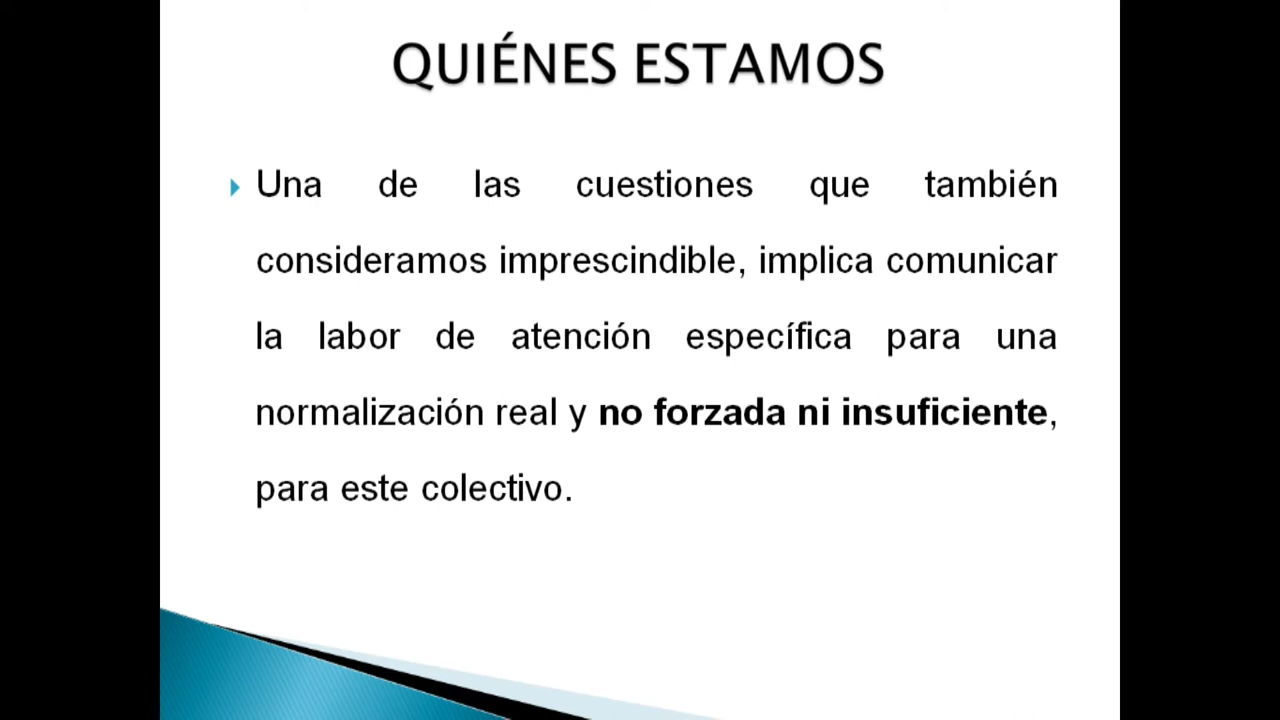 QUIÉNES ESTAMOS
Una de las cuestiones que también
consideramos imprescindible, implica comunicar
la labor de atención específica para una
normalización real y no forzada ni insuficiente,
para este colectivo.